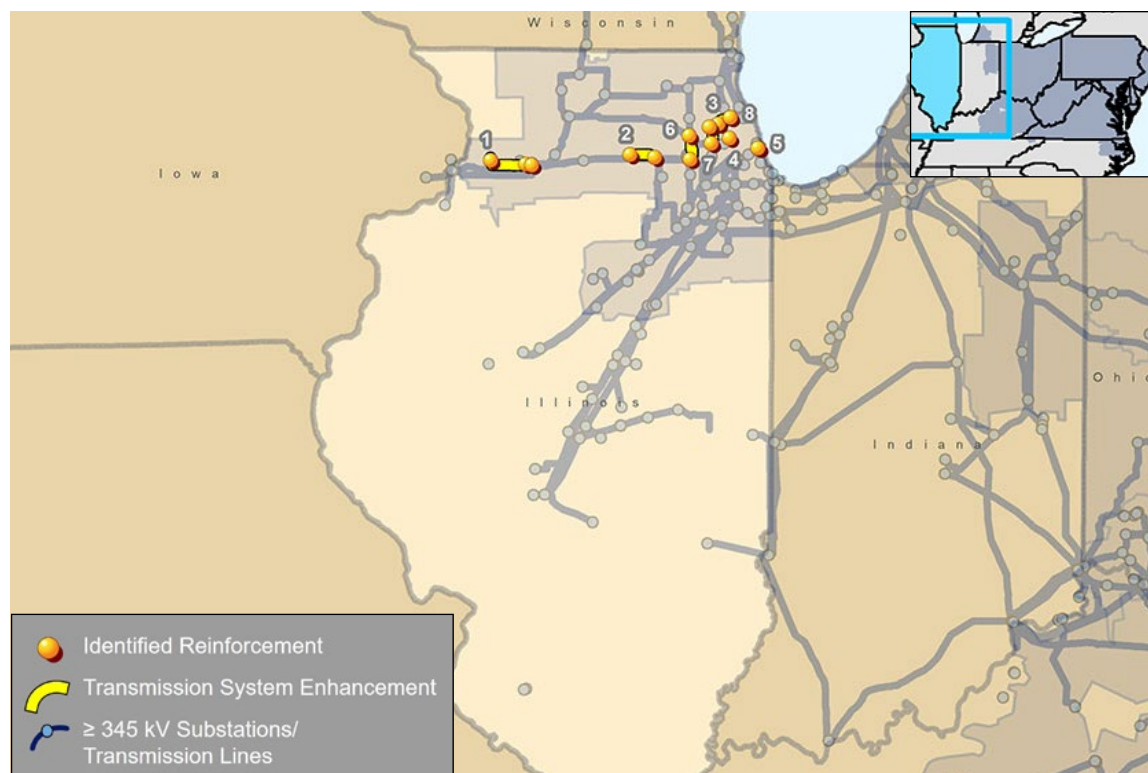 Wisconsin
3
8
6
1
2
7
4
5
Iowa
Ohio
Illinois
Indiana
Identified Reinforcement
Transmission System Enhancement
≥ 345 kV Substations/
Transmission Lines